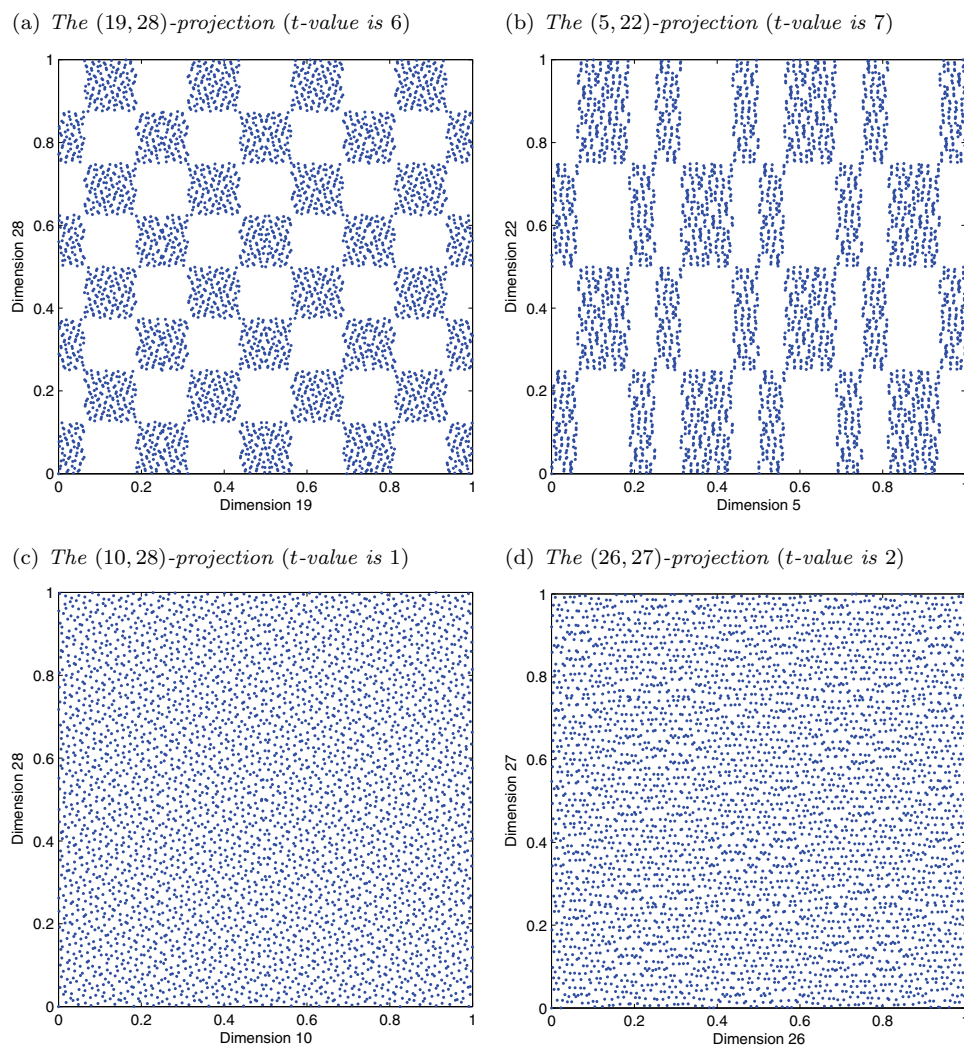 (a) The (19, 28)-projection (t-value is 6)
1
0.8
0.6
0.4
0.2
0
Dimension 28
0 0.2 0.4 0.6 0.8 1
Dimension 19
(b) The (5, 22)-projection (t-value is 7)
1
0.8
0.6
0.4
0.2
0
Dimension 22
0 0.2 0.4 0.6 0.8 1
Dimension 5
(c) The (10, 28)-projection (t-value is 1)
1
0.8
0.6
0.4
0.2
0
Dimension 28
0 0.2 0.4 0.6 0.8 1
Dimension 10
(d) The (26, 27)-projection (t-value is 2)
1
0.8
0.6
0.4
0.2
0
Dimension 27
0 0.2 0.4 0.6 0.8 1
Dimension 26